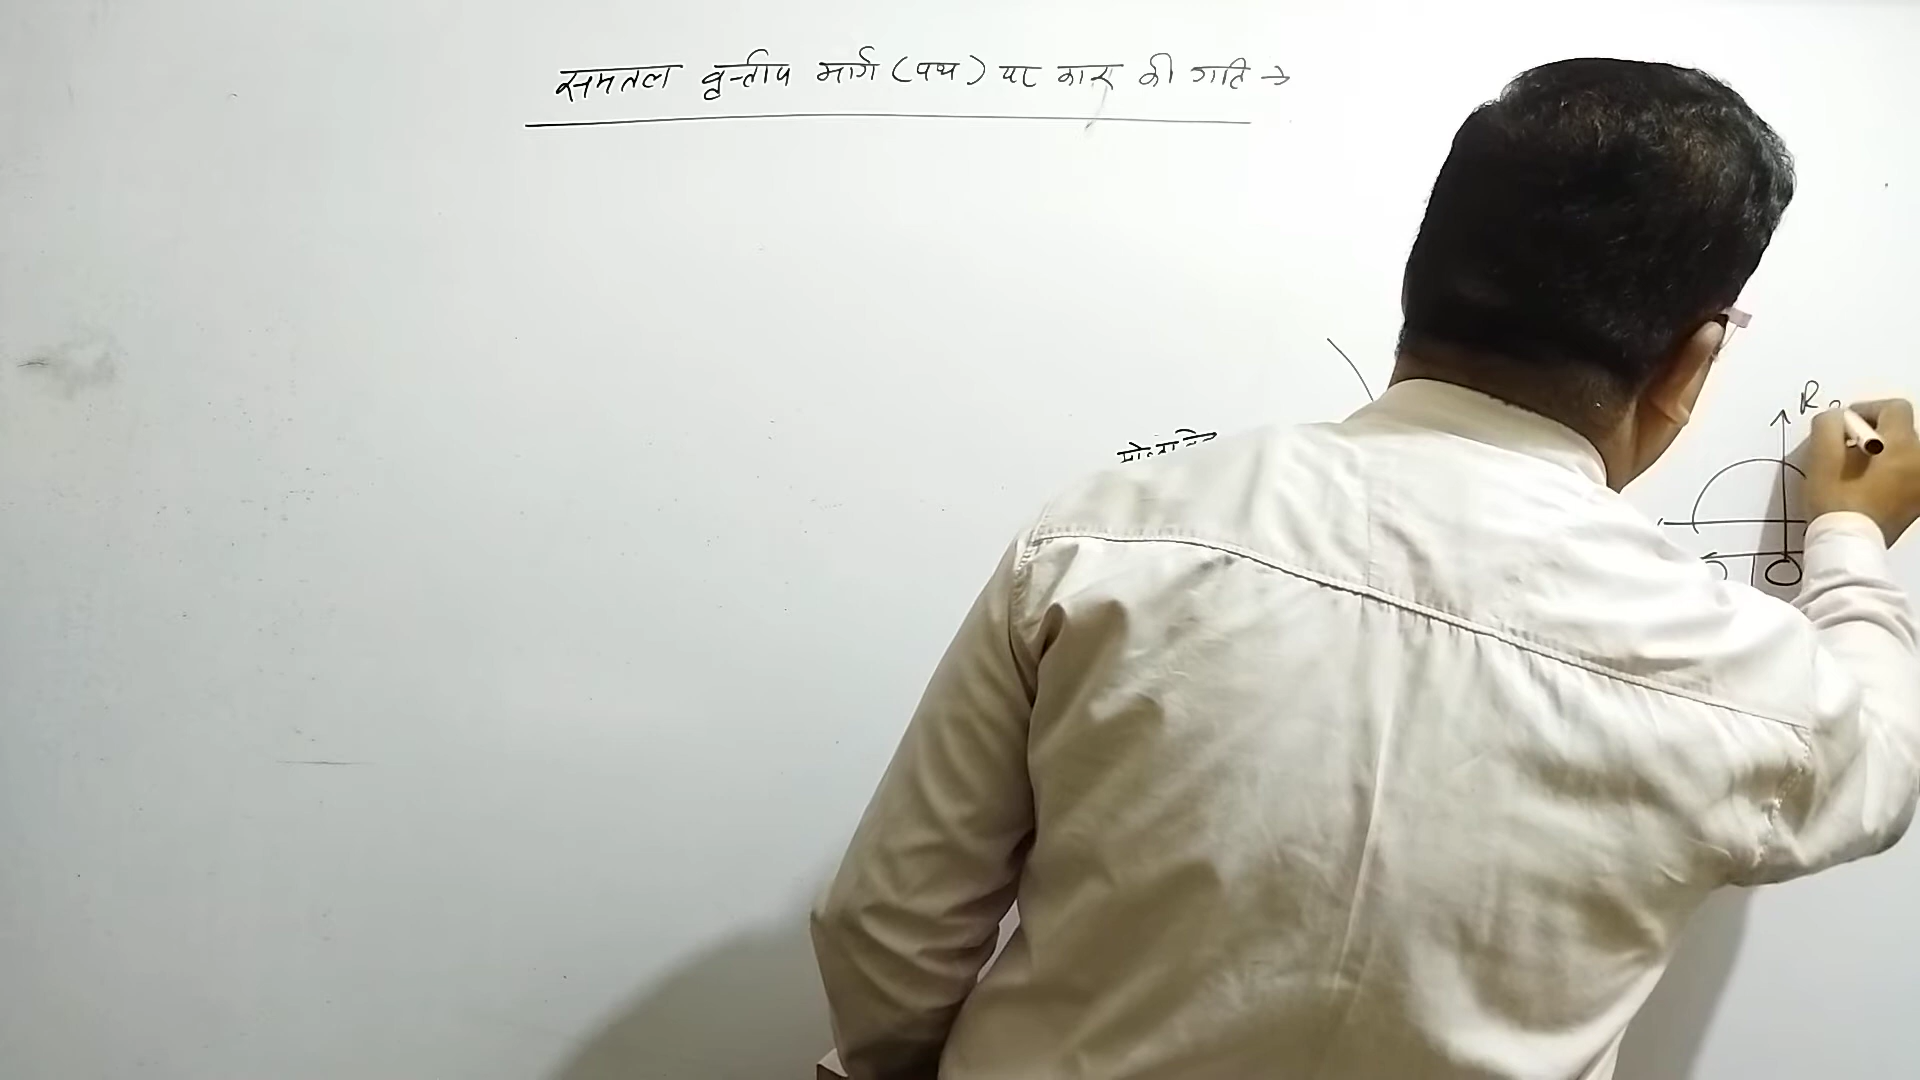 समतल वृत्तीय मार्ग (पथ) पर कार की गति →
R